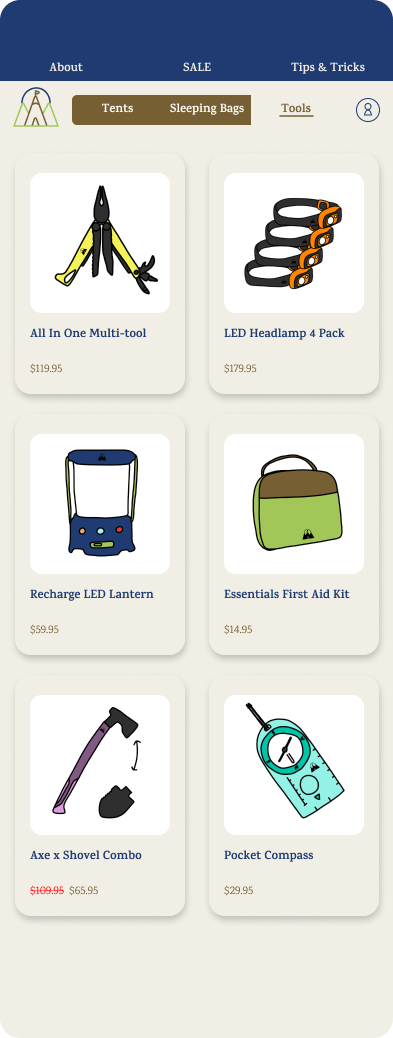 About SALE Tips & Tricks
Tents Sleeping Bags Tools
All In One Multi-tool LED Headlamp 4 Pack
$119.95 $179.95
Recharge LED Lantern Essentials First Aid Kit
$59.95 $14.95
Axe x Shovel Combo Pocket Compass
$109.95 $65.95 $29.95